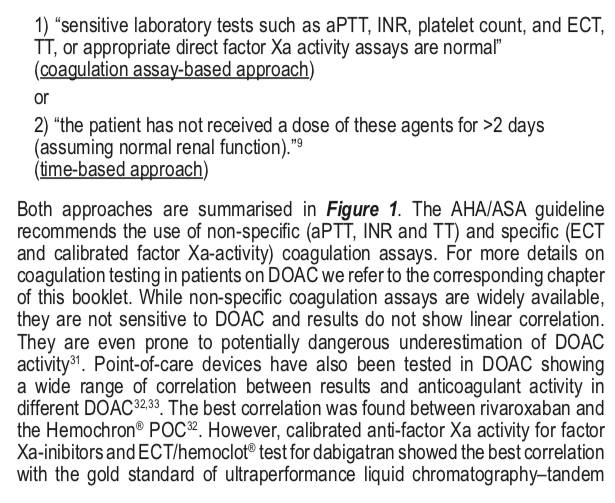 1) “sensitive laboratory tests such as aPTT, INR, platelet count, and ECT,
TT, or appropriate direct factor Xa activity assays are normal”
(coagulation assay-based approach)
or
2) “the patient has not received a dose of these agents for >2 days
(assuming normal renal function).”9
(time-based approach)
Both approaches are summarised in Figure 1. The AHA/ASA guideline
recommends the use of non-specific (aPTT, INR and TT) and specific (ECT
and calibrated factor Xa-activity) coagulation assays. For more details on
coagulation testing in patients on DOAC we refer to the corresponding chapter
of this booklet. While non-specific coagulation assays are widely available,
they are not sensitive to DOAC and results do not show linear correlation.
They are even prone to potentially dangerous underestimation of DOAC
activity31. Point-of-care devices have also been tested in DOAC showing
a wide range of correlation between results and anticoagulant activity in
different DOAC32,33. The best correlation was found between rivaroxaban and
the Hemochron® POC32. However, calibrated anti-factor Xa activity for factor
Xa-inibitors and ECT/hemoclot® test for dabigatran showed the best correlation
with the gold standard of ultraperformance liquid chromatography–tandem